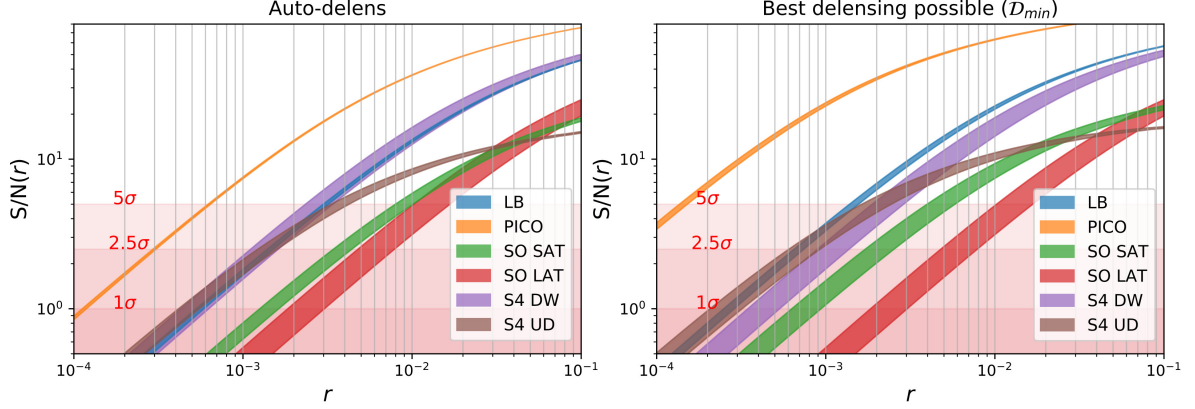 Auto-delens
S/N(r)
10¹
10⁰
5σ
2.5σ
1σ
LB
PICO
SO SAT
SO LAT
S4 DW
S4 UD
10⁻⁴
10⁻³
10⁻²
10⁻¹
r
Best delensing possible (𝒟ₘᵢₙ)
S/N(r)
10¹
10⁰
5σ
2.5σ
1σ
LB
PICO
SO SAT
SO LAT
S4 DW
S4 UD
10⁻⁴
10⁻³
10⁻²
10⁻¹
r